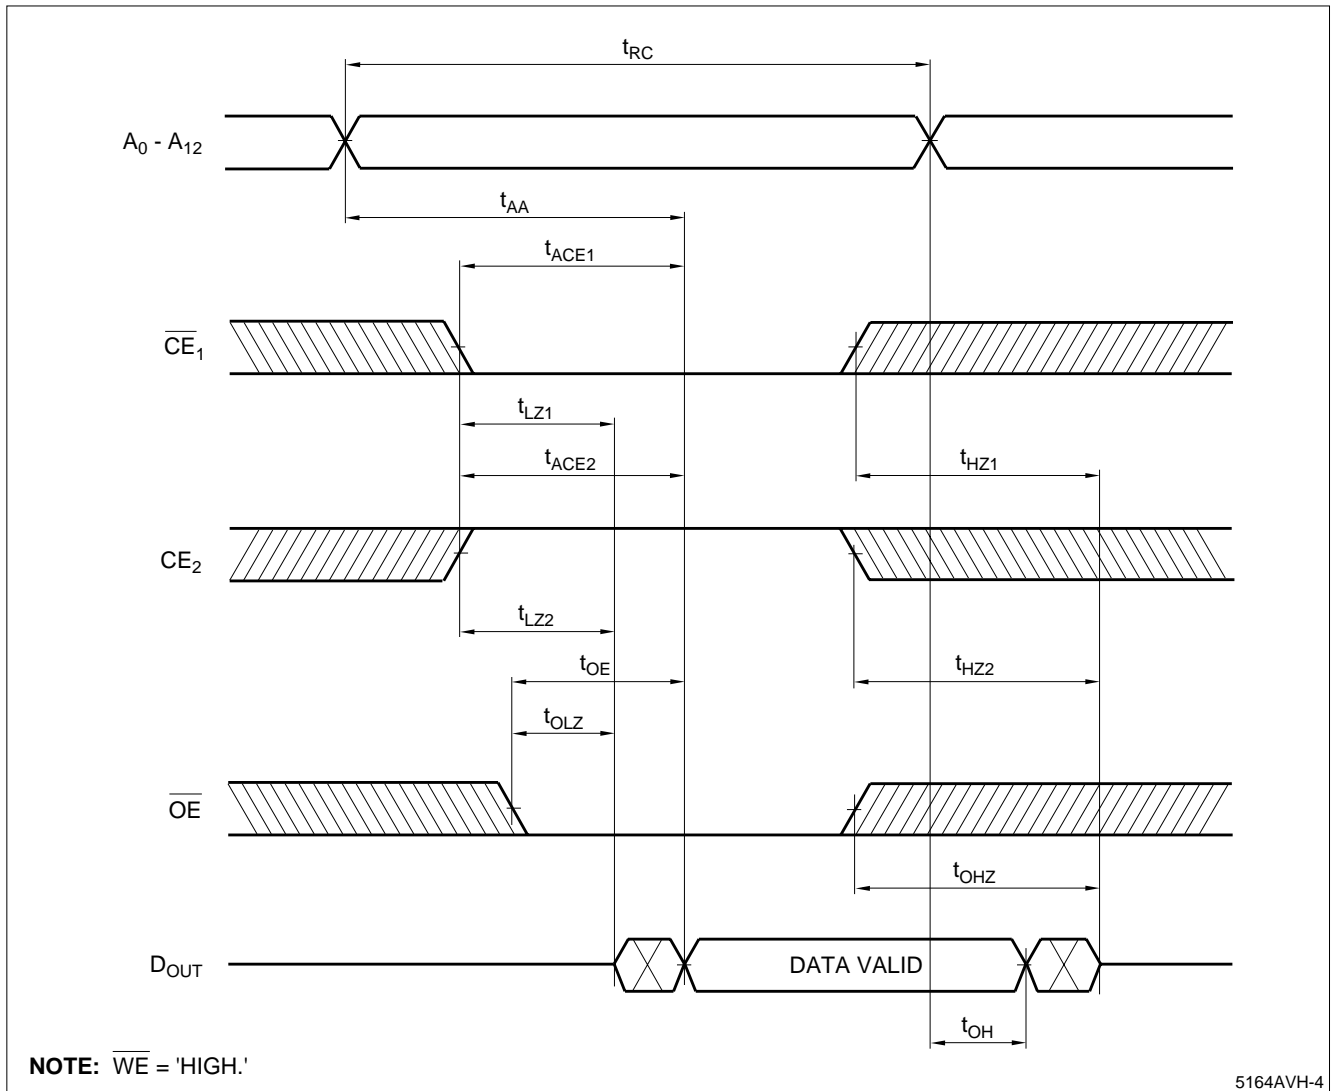 tRC
A0 - A12
tAA
tACE1
CE1
tLZ1
tACE2
tHZ1
CE2
tLZ2
tOE
tHZ2
tOLZ
OE
tOHZ
DOUT
DATA VALID
tOH
NOTE: WE = 'HIGH.'
5164AVH-4